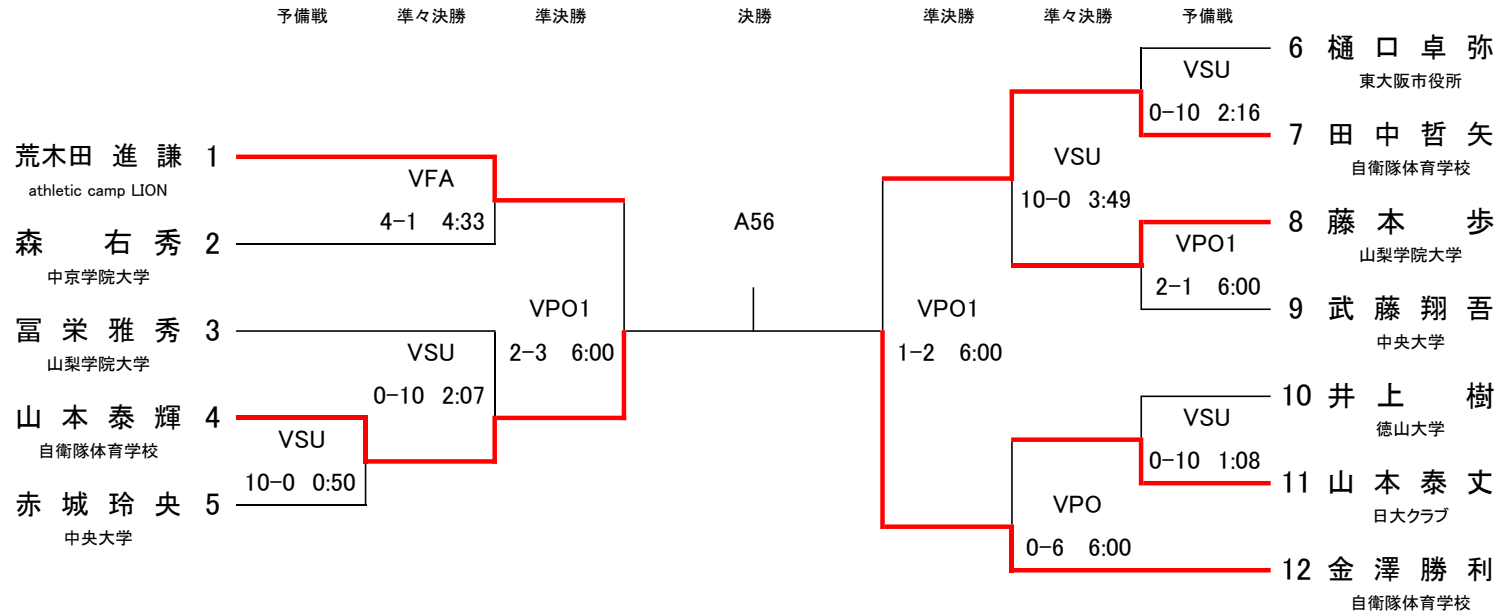 予備戦 準々決勝 準決勝 決勝 準決勝 準々決勝 予備戦
荒木田 進 謙 1
athletic camp LION
VFA
4-1 4:33
森 右 秀 2
中京学院大学
冨 栄 雅 秀 3
山梨学院大学
VSU
0-10 2:07
山 本 泰 輝 4
自衛隊体育学校
VSU
10-0 0:50
赤 城 玲 央 5
中央大学
VPO1
2-3 6:00
A56
6 樋 口 卓 弥
東大阪市役所
VSU
0-10 2:16
7 田 中 哲 矢
自衛隊体育学校
VSU
10-0 3:49
8 藤 本 歩
山梨学院大学
VPO1
2-1 6:00
9 武 藤 翔 吾
中央大学
VPO1
1-2 6:00
10 井 上 樹
徳山大学
VSU
0-10 1:08
11 山 本 泰 丈
日大クラブ
VPO
0-6 6:00
12 金 澤 勝 利
自衛隊体育学校